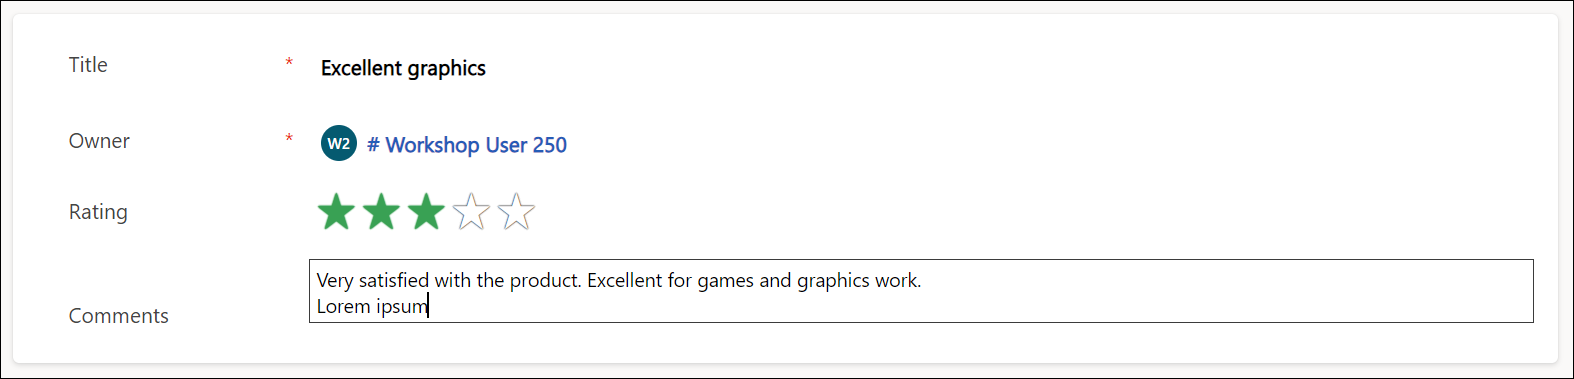 Title * Excellent graphics
Owner * W2 # Workshop User 250
Rating
Very satisfied with the product. Excellent for games and graphics work.
Lorem ipsum
Comments